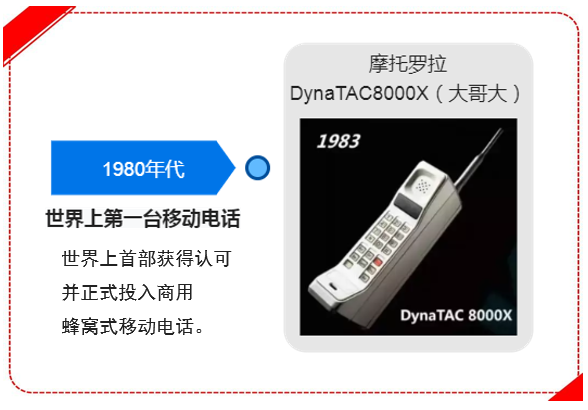 摩托罗拉
DynaTAC8000X（大哥大）
1983
1980年代
世界上第一台移动电话
世界上首部获得认可
并正式投入商用
蜂窝式移动电话。
DynaTAC 8000X